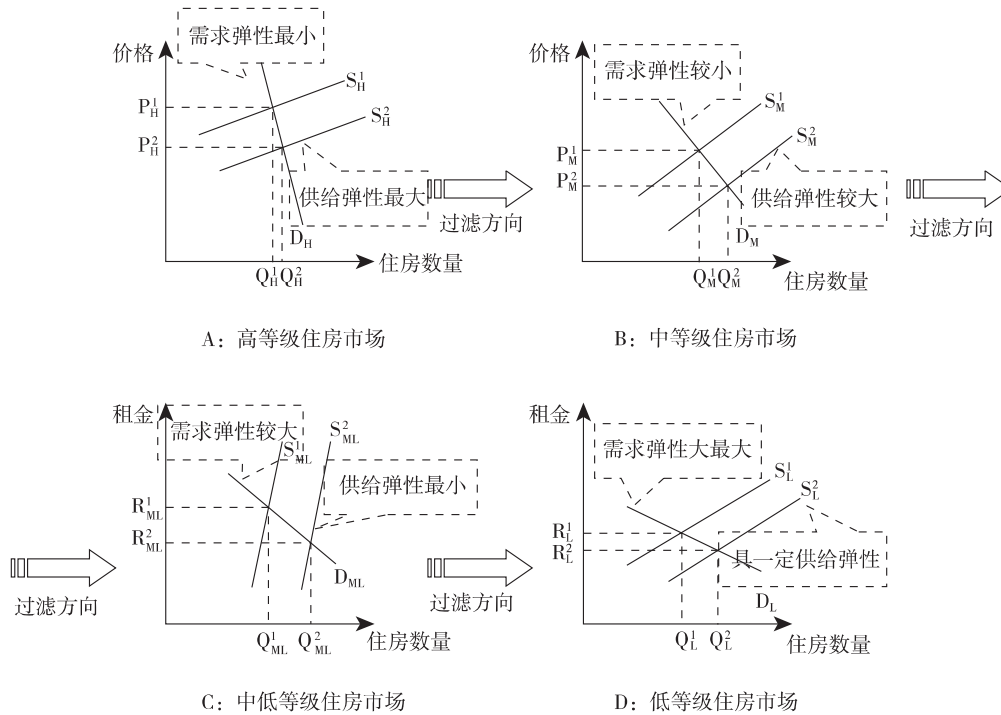 需求弹性最小
价格
S¹H
P¹H
S²H
P²H
供给弹性最大
过滤方向
DH
住房数量
Q¹H Q²H
A：高等级住房市场
价格
需求弹性较小
S¹M
S²M
P¹M
P²M
供给弹性较大
过滤方向
DM
Q¹M Q²M
住房数量
B：中等级住房市场
租金
需求弹性较大
S¹ML
S²ML
供给弹性最小
R¹ML
R²ML
过滤方向
DML
过滤方向
Q¹ML
Q²ML
住房数量
C：中低等级住房市场
租金
需求弹性大最大
S¹L
S²L
R¹L
R²L
具一定供给弹性
DL
Q¹L
Q²L
住房数量
D：低等级住房市场